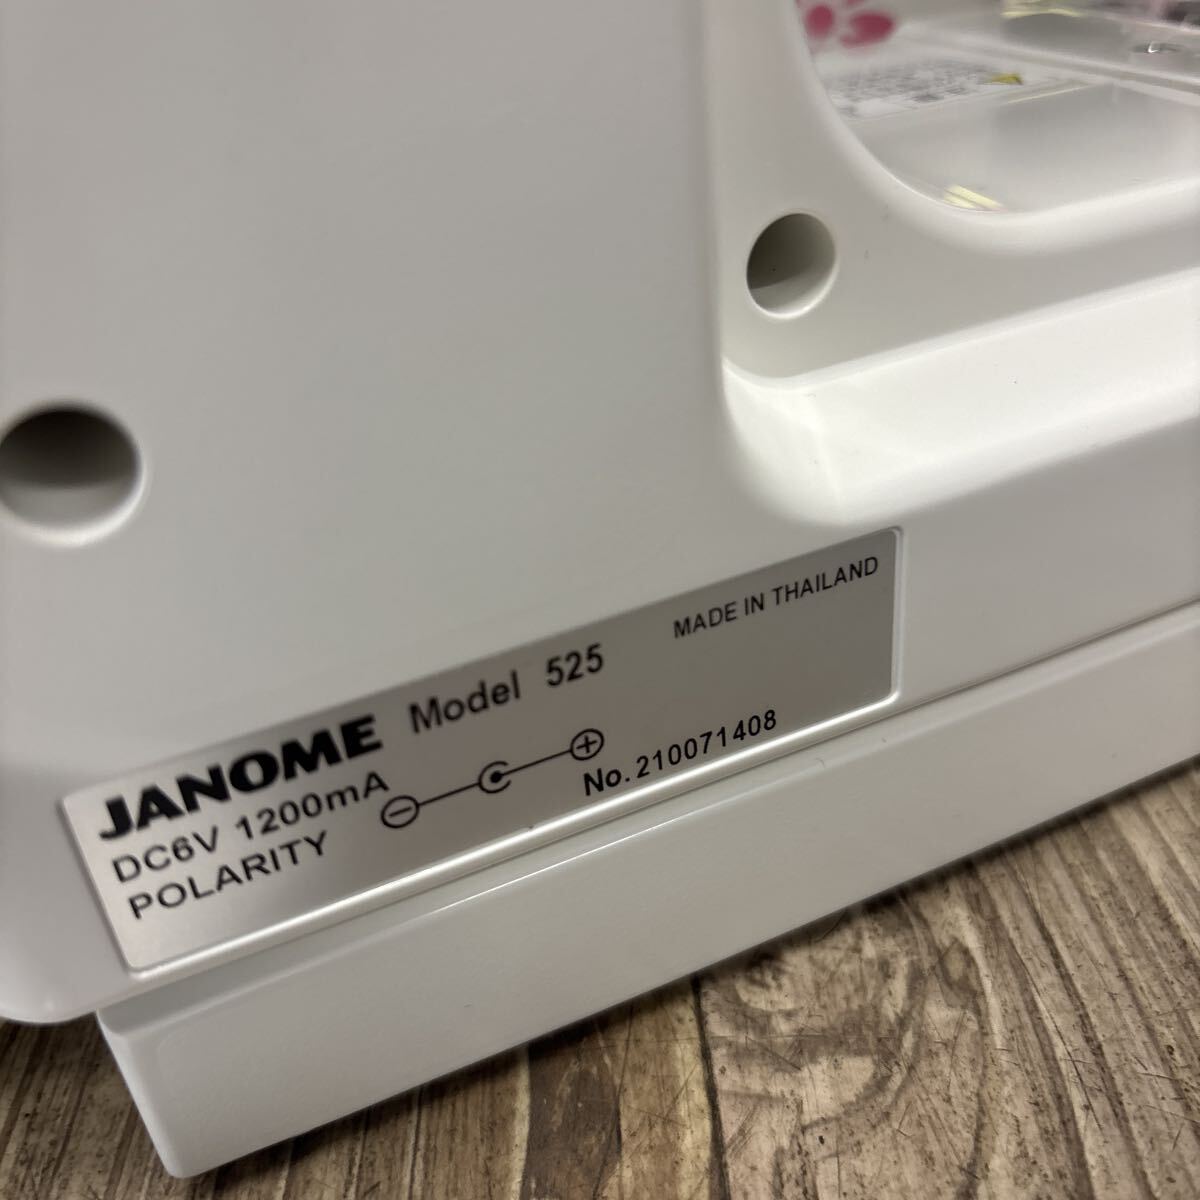 JANOME Model 525 MADE IN THAILAND
DC6V 1200mA
POLARITY
No.210071408